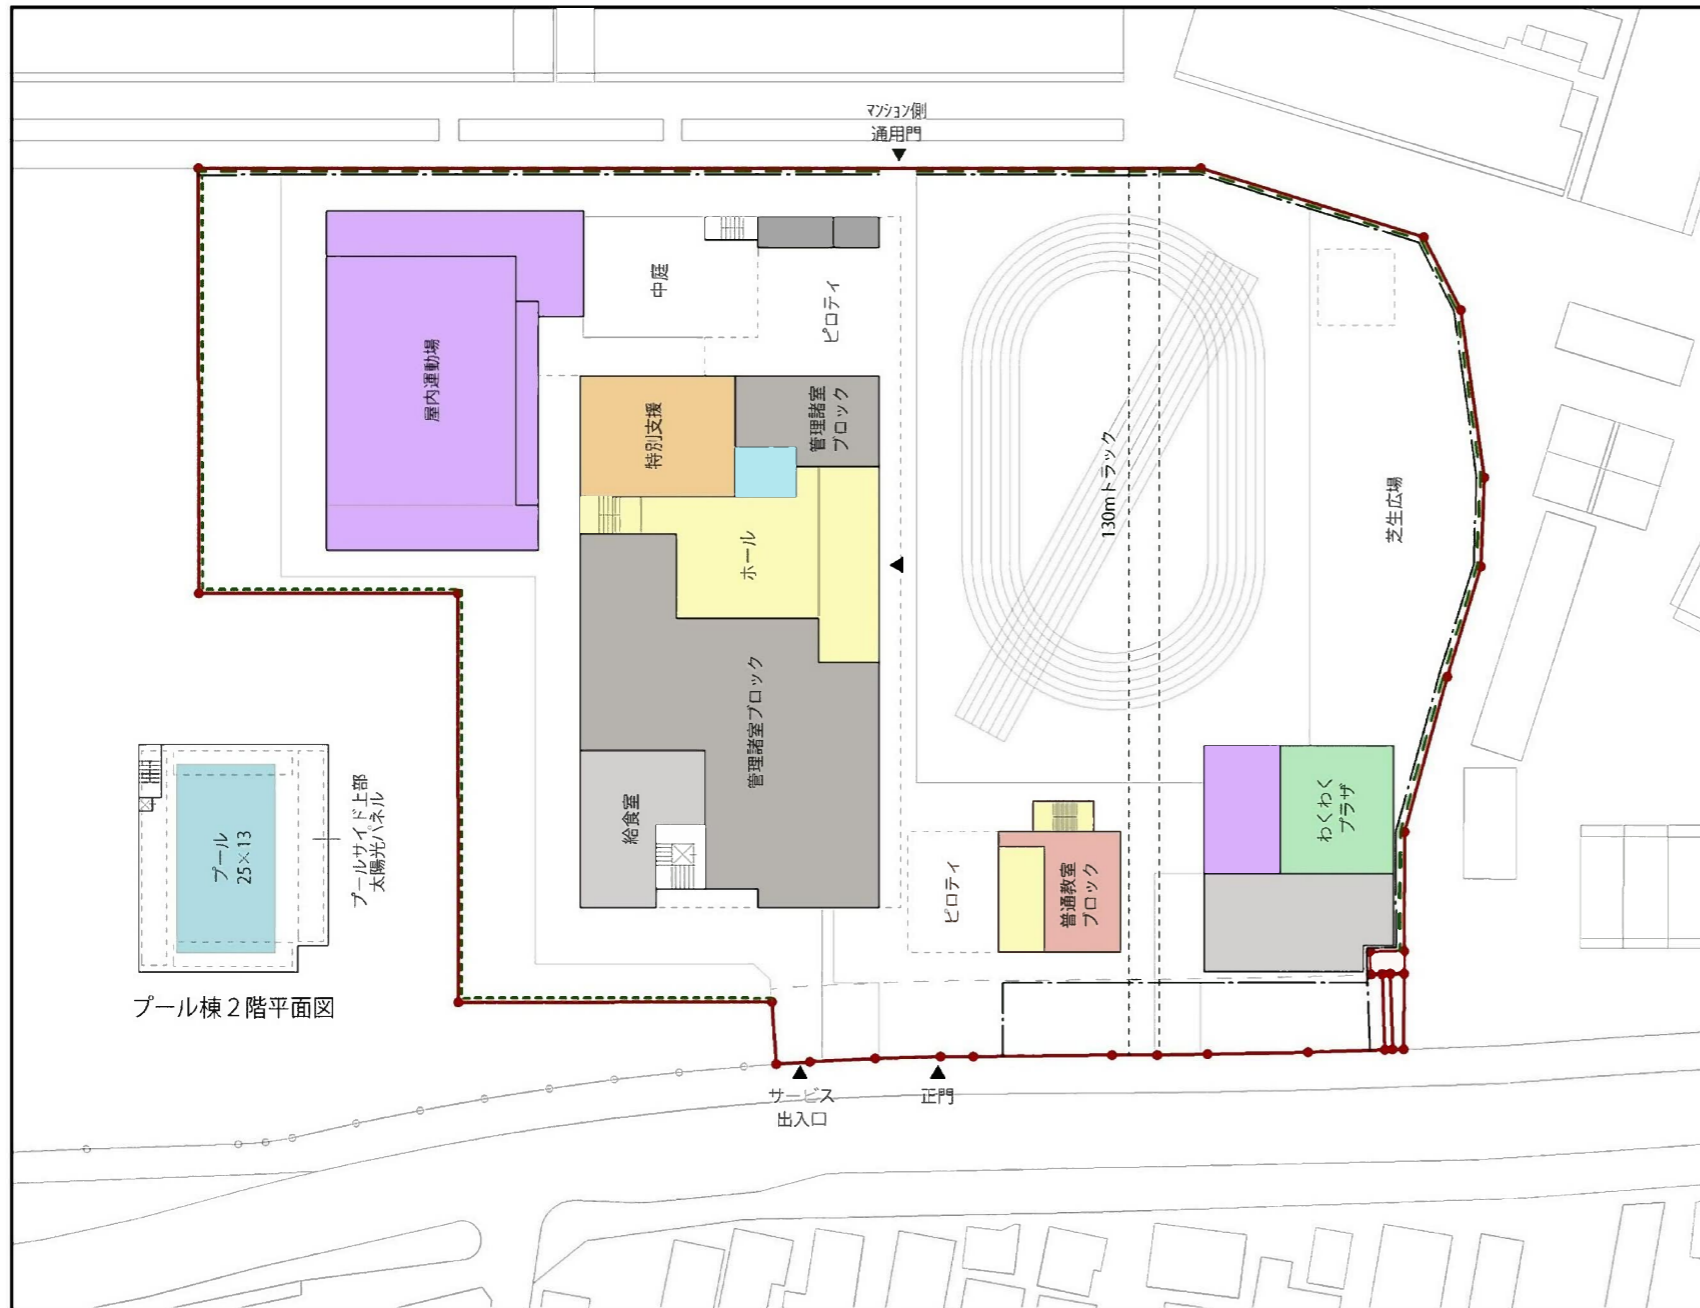 マンション側
通用門
中庭
ピロティ
屋内運動場
特別支援
管理諸室
ブロック
ホール
130mトラック
芝生広場
管理諸室ブロック
給食室
プール
25×13
プールサイド上部
太陽光パネル
プール棟2階平面図
ピロティ
普通教室
ブロック
わくわく
プラザ
サービス
出入口
正門